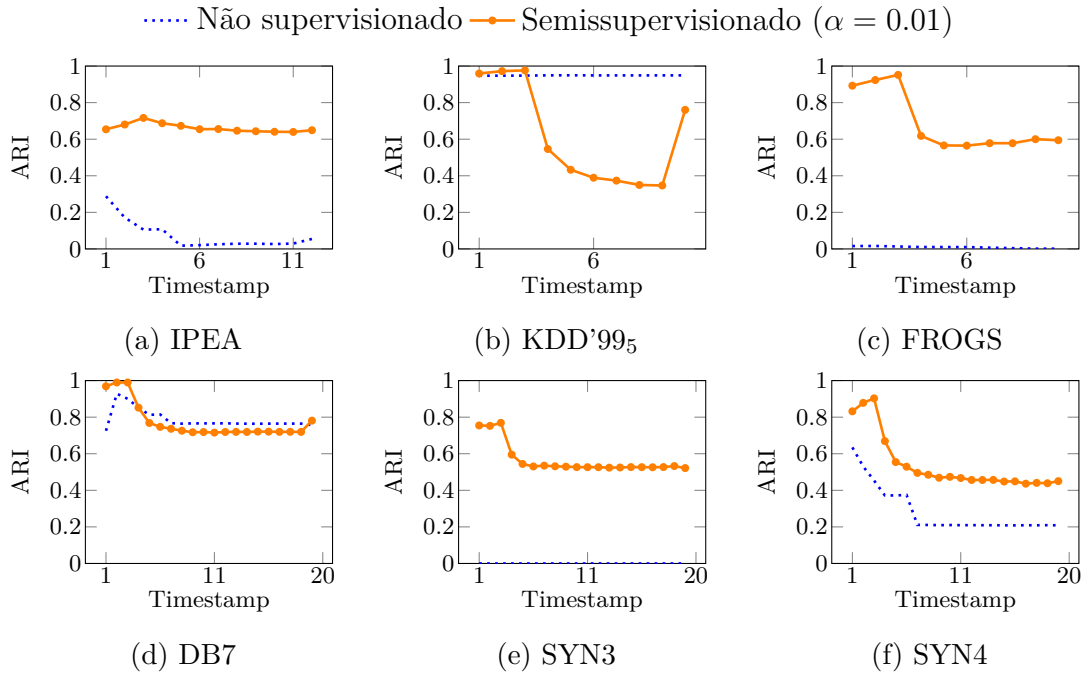 Não supervisionado Semissupervisionado (α = 0.01)
1
0.8
0.6
0.4
0.2
0
ARI
1 6 11
Timestamp
(a) IPEA
1
0.8
0.6
0.4
0.2
0
ARI
1 6
Timestamp
(b) KDD'99₅
1
0.8
0.6
0.4
0.2
0
ARI
1 6
Timestamp
(c) FROGS
1
0.8
0.6
0.4
0.2
0
ARI
1 11 20
Timestamp
(d) DB7
1
0.8
0.6
0.4
0.2
0
ARI
1 11 20
Timestamp
(e) SYN3
1
0.8
0.6
0.4
0.2
0
ARI
1 11 20
Timestamp
(f) SYN4